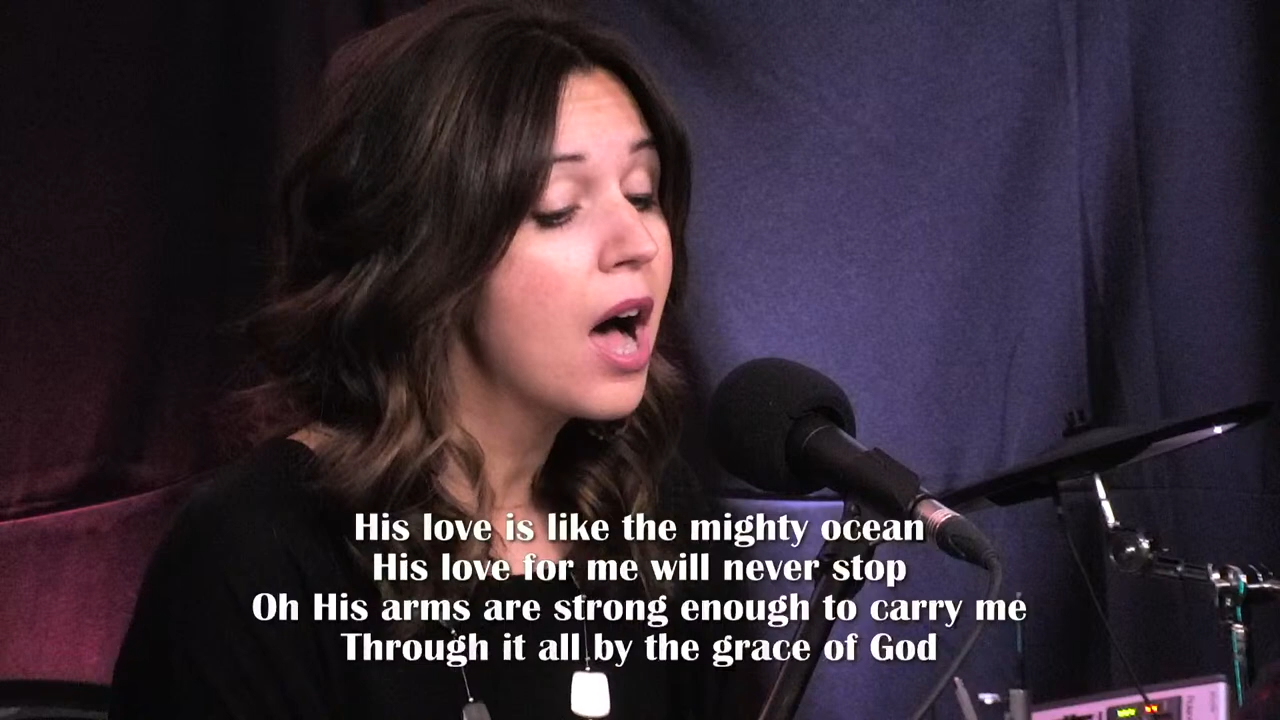 His love is like the mighty ocean
His love for me will never stop
Oh His arms are strong enough to carry me
Through it all by the grace of God